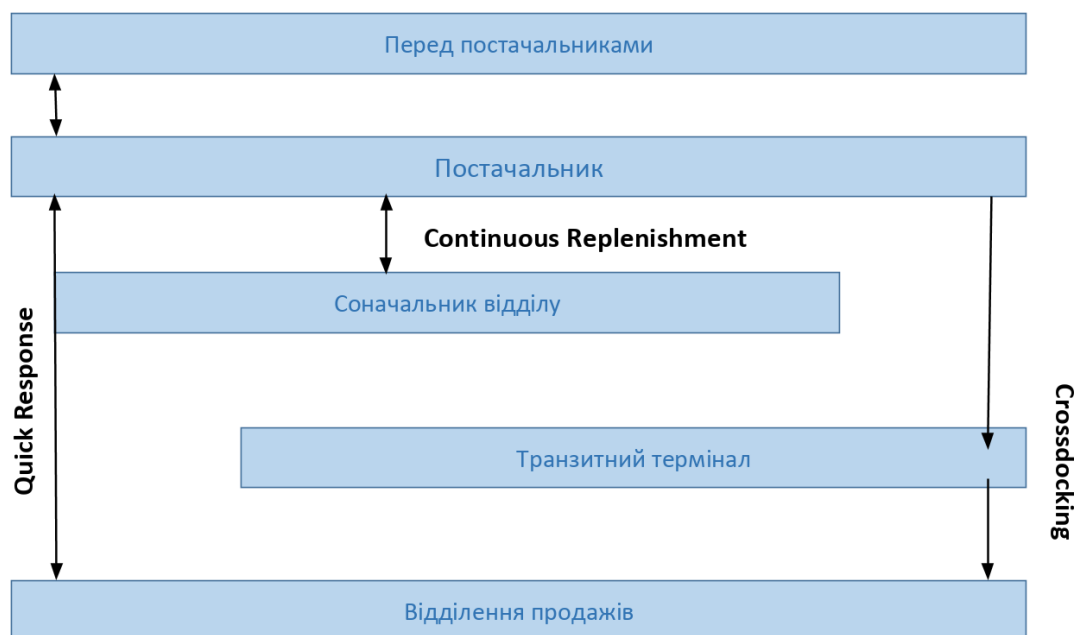 Перед постачальниками
Постачальник
Continuous Replenishment
Соначальник відділу
Quick Response
Транзитний термінал
Crossdocking
Відділення продажів